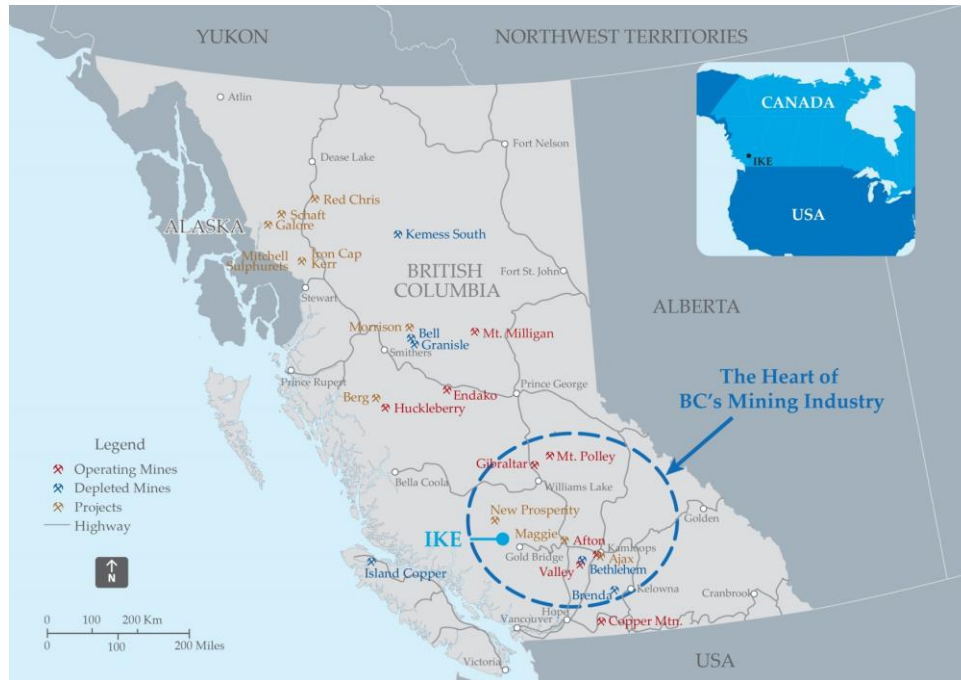 YUKON
NORTHWEST TERRITORIES
Atlin
CANADA
IKE
USA
Fort Nelson
Dease Lake
Red Chris
Schaft
Galore
ALASKA
Kemess South
Mitchell
Sulphurets
Iron Cap
Kerr
BRITISH
COLUMBIA
Fort St. John
Stewart
ALBERTA
Morrison
Bell
Granisle
Mt. Milligan
Smithers
Prince Rupert
Endako
Prince George
Berg
Huckleberry
The Heart of
BC's Mining Industry
Legend
Operating Mines
Depleted Mines
Projects
Highway
Gibraltar
Mt. Polley
Bella Coola
Williams Lake
New Prosperity
Golden
IKE
Maggie
Afton
Gold Bridge
Kamloops
Ajax
Valley
Bethlehem
Island Copper
Brenda
Kelowna
Cranbrook
N
Hope
Vancouver
Copper Mtn.
0 100 200 Km
0 100 200 Miles
Victoria
USA